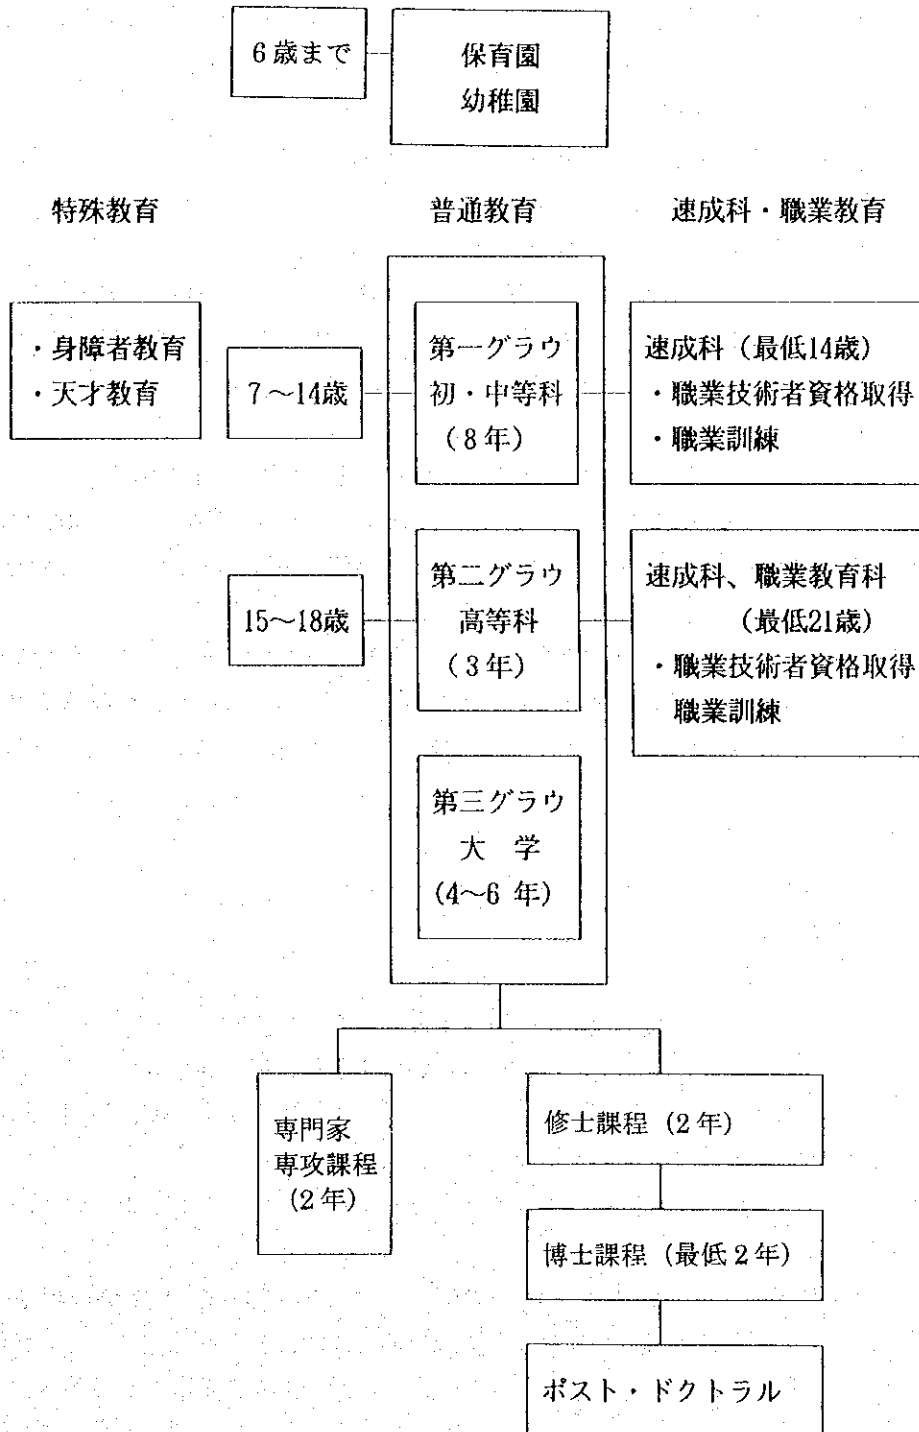 6歳まで
保育園
幼稚園
特殊教育
普通教育
速成科・職業教育
・身障者教育
・天才教育
7～14歳
第一グラウ
初・中等科
(8年)
速成科 (最低14歳)
・職業技術者資格取得
・職業訓練
15～18歳
第二グラウ
高等科
(3年)
速成科、職業教育科
(最低21歳)
・職業技術者資格取得
職業訓練
第三グラウ
大 学
(4～6 年)
専門家
専攻課程
(2年)
修士課程 (2年)
博士課程 (最低2年)
ポスト・ドクトラル